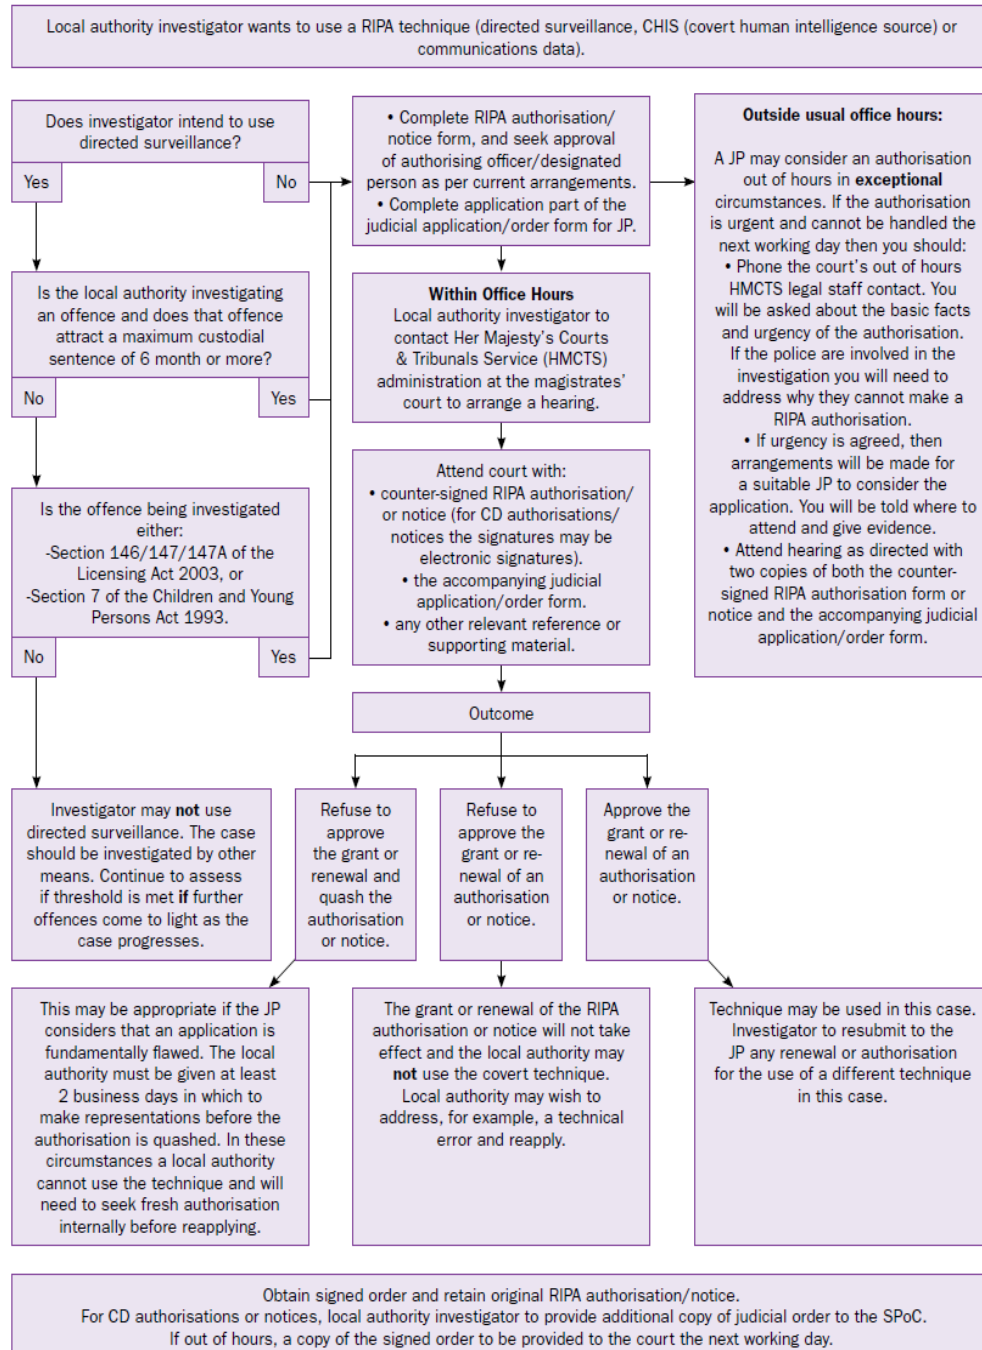 Local authority investigator wants to use a RIPA technique (directed surveillance, CHIS (covert human intelligence source) or
communications data).
Does investigator intend to use
directed surveillance?
Yes
No
Is the local authority investigating
an offence and does that offence
attract a maximum custodial
sentence of 6 month or more?
No
Yes
Is the offence being investigated
either:
-Section 146/147/147A of the
Licensing Act 2003, or
-Section 7 of the Children and Young
Persons Act 1993.
No
Yes
• Complete RIPA authorisation/
notice form, and seek approval
of authorising officer/designated
person as per current arrangements.
• Complete application part of the
judicial application/order form for JP.
Within Office Hours
Local authority investigator to
contact Her Majesty's Courts
& Tribunals Service (HMCTS)
administration at the magistrates'
court to arrange a hearing.
Attend court with:
• counter-signed RIPA authorisation/
or notice (for CD authorisations/
notices the signatures may be
electronic signatures).
• the accompanying judicial
application/order form.
• any other relevant reference or
supporting material.
Outside usual office hours:
A JP may consider an authorisation
out of hours in exceptional
circumstances. If the authorisation
is urgent and cannot be handled the
next working day then you should:
• Phone the court's out of hours
HMCTS legal staff contact. You
will be asked about the basic facts
and urgency of the authorisation.
If the police are involved in the
investigation you will need to
address why they cannot make a
RIPA authorisation.
• If urgency is agreed, then
arrangements will be made for
a suitable JP to consider the
application. You will be told where to
attend and give evidence.
• Attend hearing as directed with
two copies of both the counter-
signed RIPA authorisation form or
notice and the accompanying judicial
application/order form.
Outcome
Investigator may not use
directed surveillance. The case
should be investigated by other
means. Continue to assess
if threshold is met if further
offences come to light as the
case progresses.
Refuse to
approve
the grant or
renewal and
quash the
authorisation
or notice.
Refuse to
approve the
grant or re-
newal of an
authorisation
or notice.
Approve the
grant or re-
newal of an
authorisation
or notice.
This may be appropriate if the JP
considers that an application is
fundamentally flawed. The local
authority must be given at least
2 business days in which to
make representations before the
authorisation is quashed. In these
circumstances a local authority
cannot use the technique and will
need to seek fresh authorisation
internally before reapplying.
The grant or renewal of the RIPA
authorisation or notice will not take
effect and the local authority may
not use the covert technique.
Local authority may wish to
address, for example, a technical
error and reapply.
Technique may be used in this case.
Investigator to resubmit to the
JP any renewal or authorisation
for the use of a different technique
in this case.
Obtain signed order and retain original RIPA authorisation/notice.
For CD authorisations or notices, local authority investigator to provide additional copy of judicial order to the SPoC.
If out of hours, a copy of the signed order to be provided to the court the next working day.